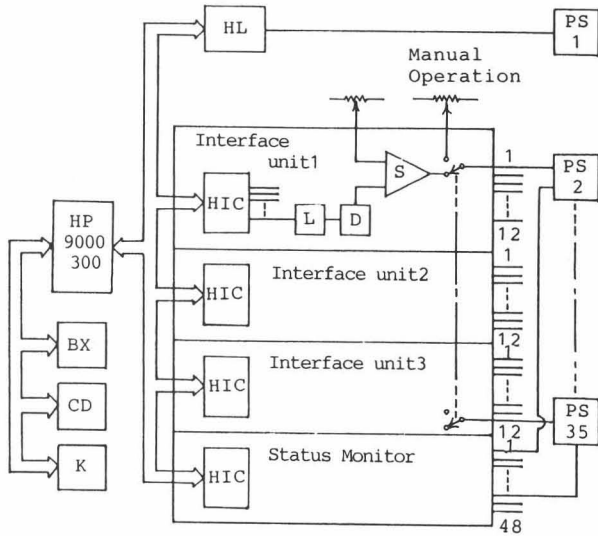 HL
PS
1
Manual
Operation
Interface
unit1
S
1
PS
2
HIC
L
D
12
HP
9000
300
Interface unit2
1
HIC
12
BX
Interface unit3
1
HIC
CD
12
PS
35
Status Monitor
1
K
HIC
48